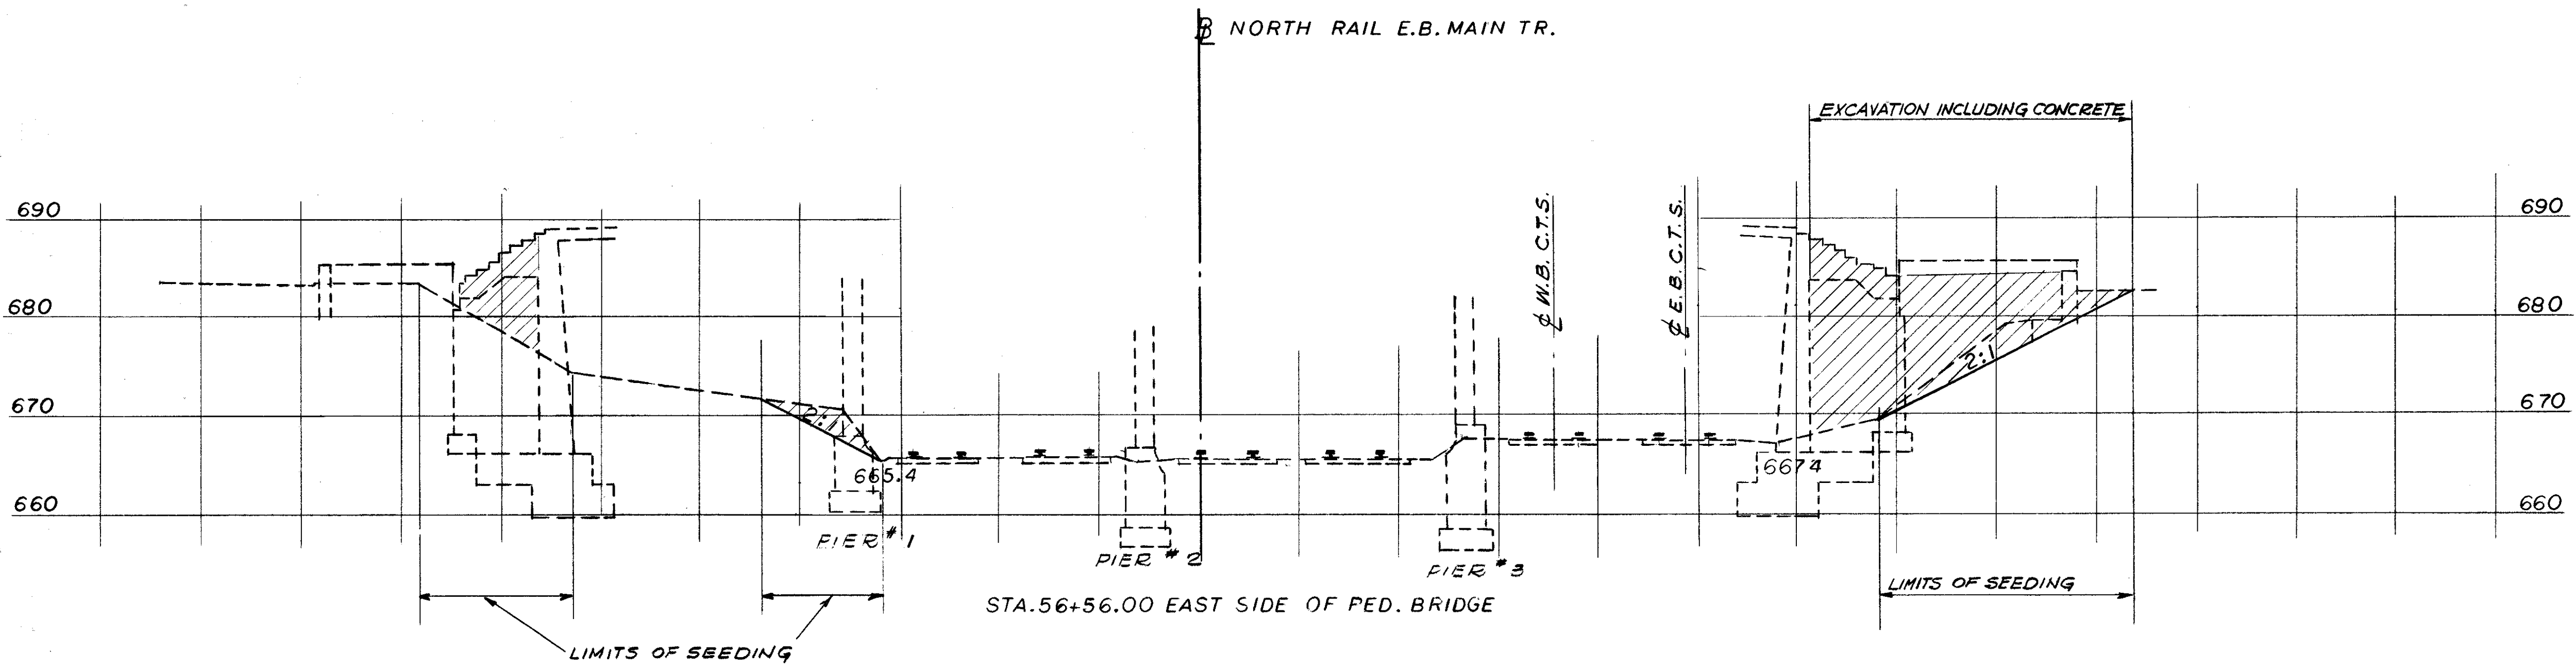 ℄ NORTH RAIL E.B. MAIN TR.
EXCAVATION INCLUDING CONCRETE
690
℄ W.B. C.T.S.
℄ E.B. C.T.S.
690
680
680
2:1
670
2:1
670
665.4
667.4
660
660
PIER #1
PIER #2
PIER #3
LIMITS OF SEEDING
STA. 56+56.00 EAST SIDE OF PED. BRIDGE
LIMITS OF SEEDING